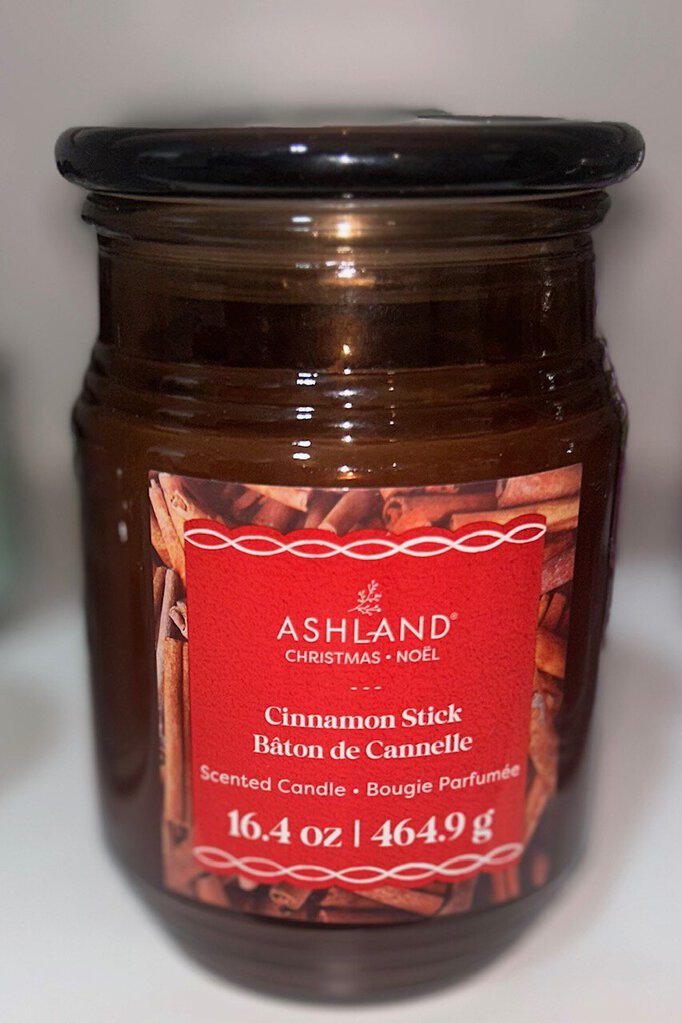 ASHLAND®
CHRISTMAS • NOËL
---
Cinnamon Stick
Bâton de Cannelle
Scented Candle • Bougie Parfumée
16.4 oz | 464.9 g